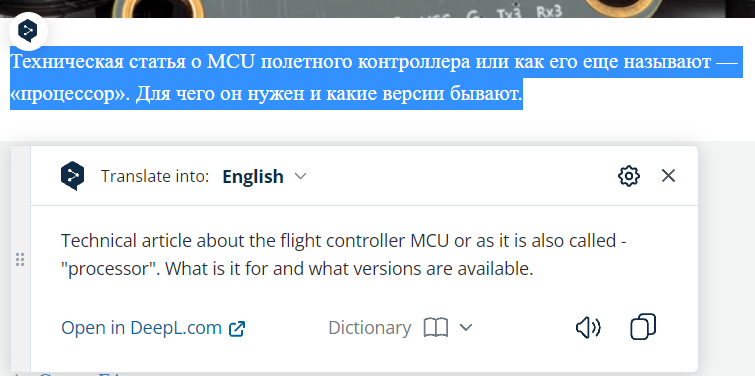 G Tx3 Rx3
Техническая статья о MCU полетного контроллера или как его еще называют —
«процессор». Для чего он нужен и какие версии бывают.
Translate into: English
Technical article about the flight controller MCU or as it is also called -
"processor". What is it for and what versions are available.
Open in DeepL.com
Dictionary